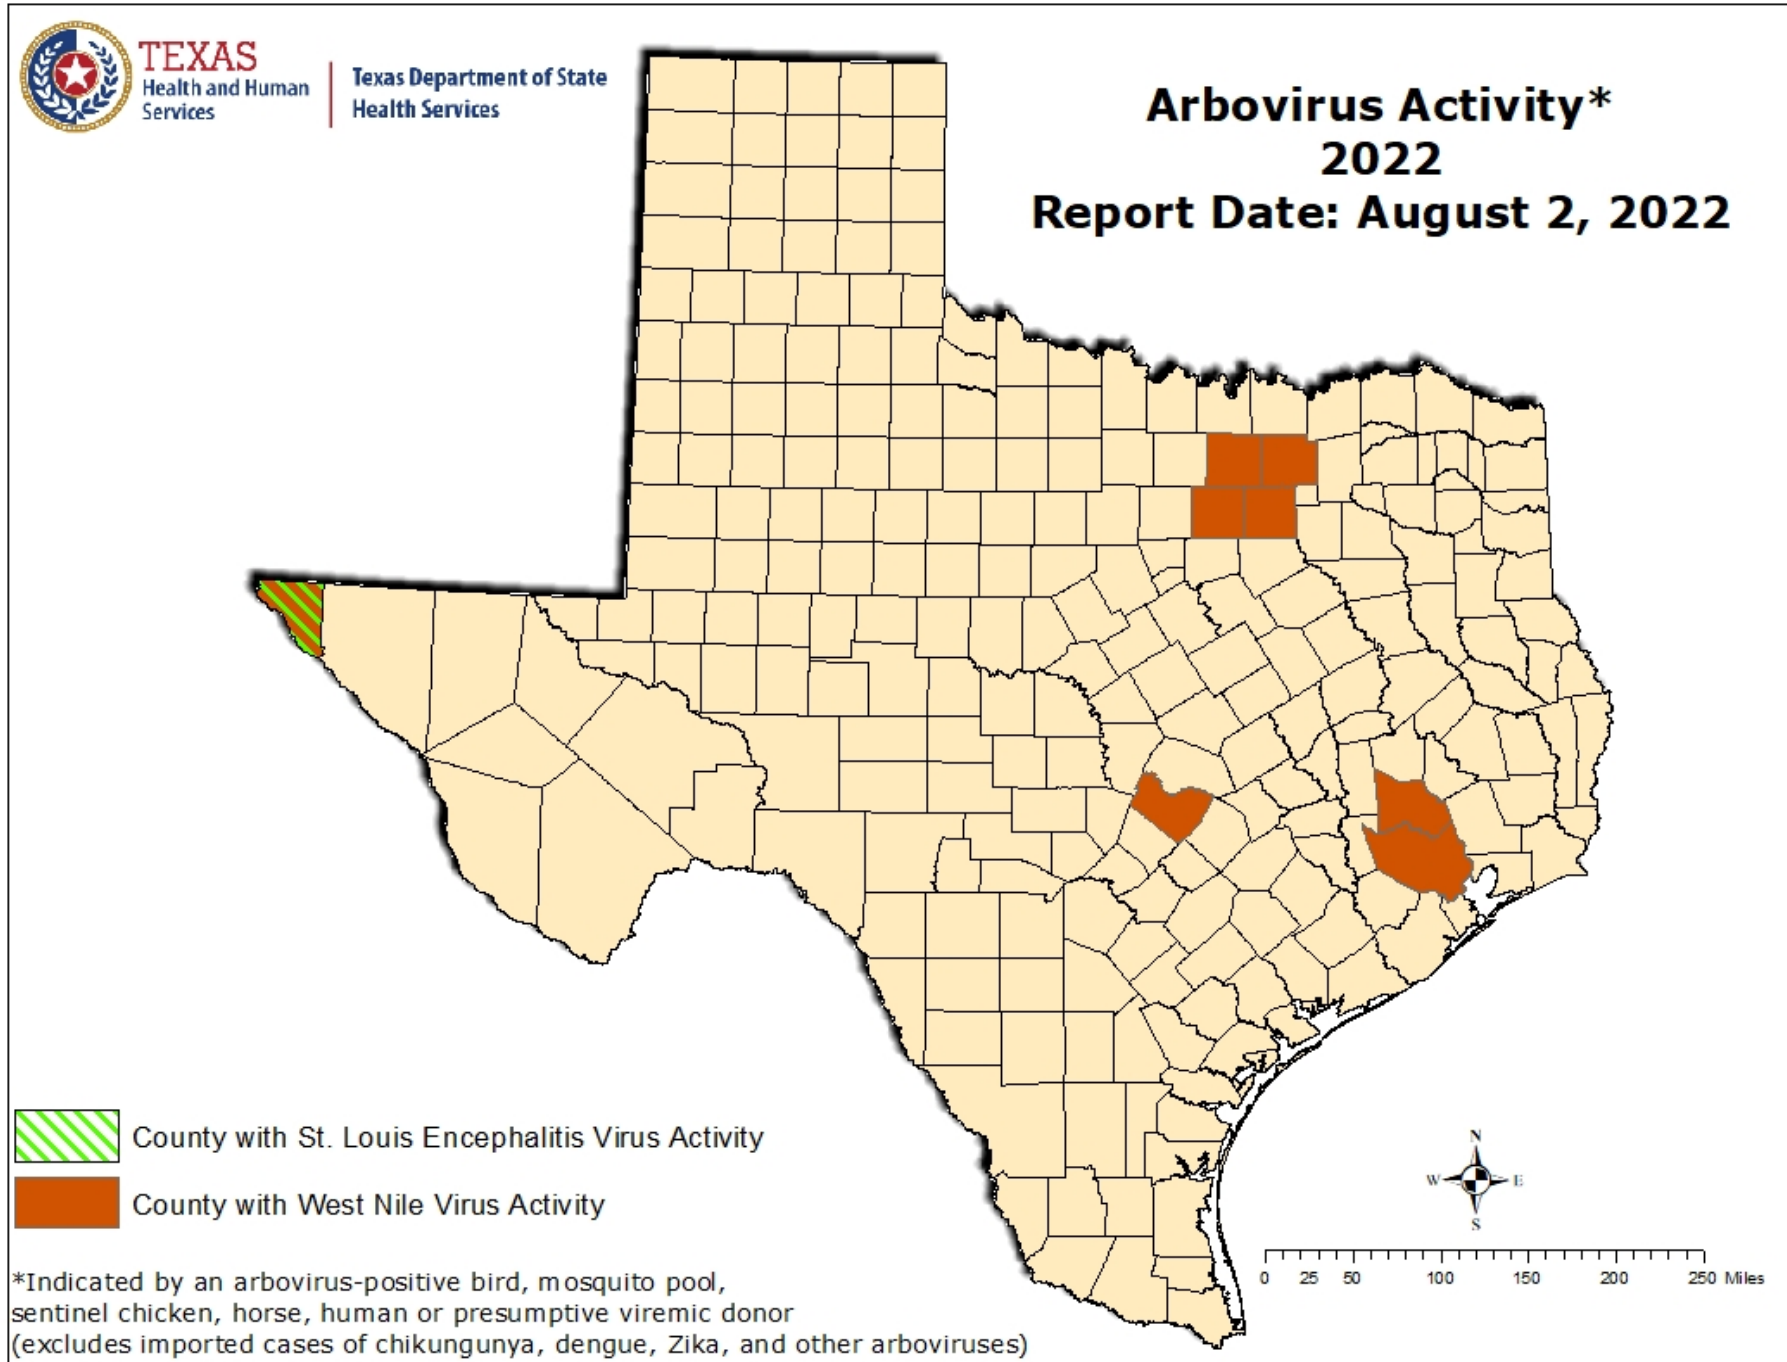 TEXAS
Health and Human
Services
Texas Department of State
Health Services
Arbovirus Activity*
2022
Report Date: August 2, 2022
County with St. Louis Encephalitis Virus Activity
County with West Nile Virus Activity
*Indicated by an arbovirus-positive bird, mosquito pool,
sentinel chicken, horse, human or presumptive viremic donor
(excludes imported cases of chikungunya, dengue, Zika, and other arboviruses)
N
W E
S
0 25 50 100 150 200 250 Miles